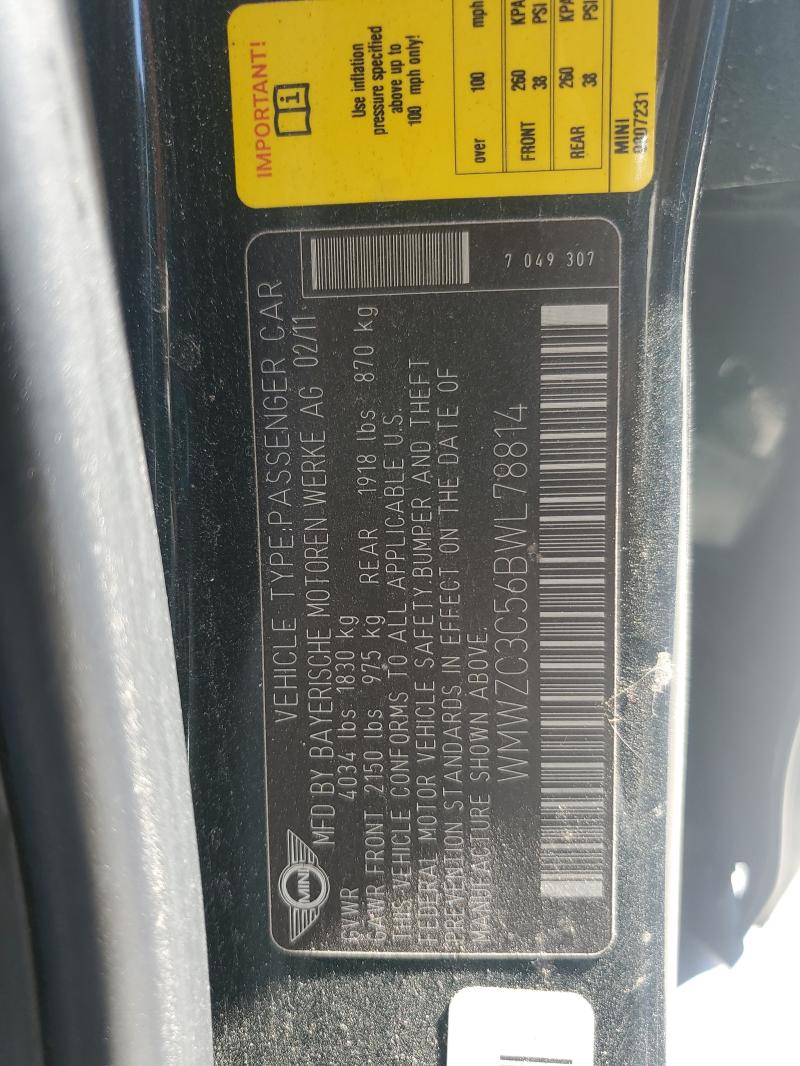 VEHICLE TYPE:PASSENGER CAR
MFD BY BAYERISCHE MOTOREN WERKE AG 02/11
GVWR 4034 lbs 1830 kg
GAWR FRONT 2150 lbs 975 kg REAR 1918 lbs 870 kg
THIS VEHICLE CONFORMS TO ALL APPLICABLE U.S.
FEDERAL MOTOR VEHICLE SAFETY,BUMPER AND THEFT
PREVENTION STANDARDS IN EFFECT ON THE DATE OF
MANUFACTURE SHOWN ABOVE.
WMWZC3C56BWL78814
MINI
7 049 307
IMPORTANT!
i
Use inflation
pressure specified
above up to
100 mph only!
over 100 mph
FRONT 260 KPA
38 PSI
REAR 260 KPA
38 PSI
MINI